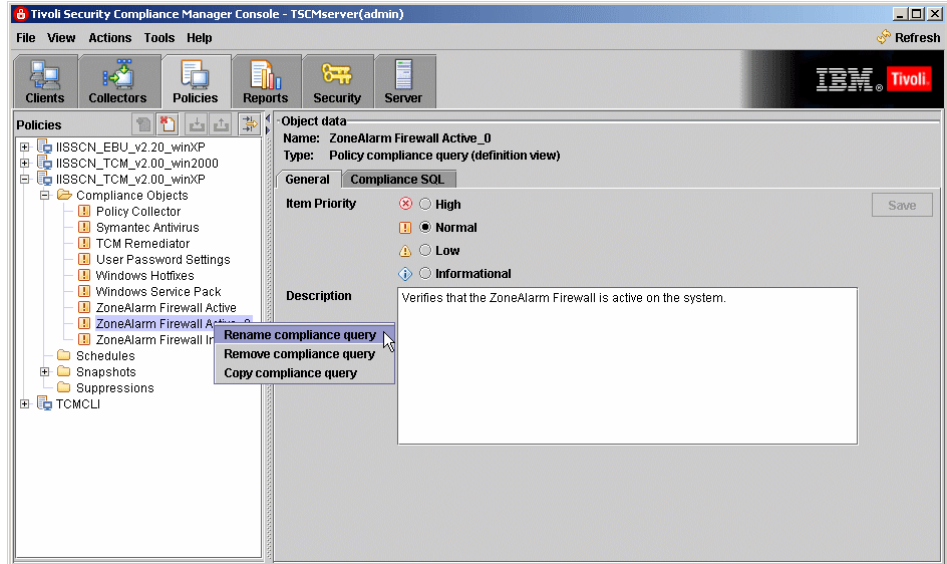 Tivoli Security Compliance Manager Console - TSCMserver(admin)
File View Actions Tools Help
Refresh
Clients Collectors Policies Reports Security Server
IBM® Tivoli.
Policies
IISSCN_EBU_v2.20_winXP
IISSCN_TCM_v2.00_win2000
IISSCN_TCM_v2.00_winXP
Compliance Objects
Policy Collector
Symantec Antivirus
TCM Remediator
User Password Settings
Windows Hotfixes
Windows Service Pack
ZoneAlarm Firewall Active
ZoneAlarm Firewall Active_0
ZoneAlarm Firewall
Schedules
Snapshots
Suppressions
TCMCLI
Rename compliance query
Remove compliance query
Copy compliance query
Object data
Name: ZoneAlarm Firewall Active_0
Type: Policy compliance query (definition view)
General Compliance SQL
Item Priority
High
Normal
Low
Informational
Save
Description
Verifies that the ZoneAlarm Firewall is active on the system.